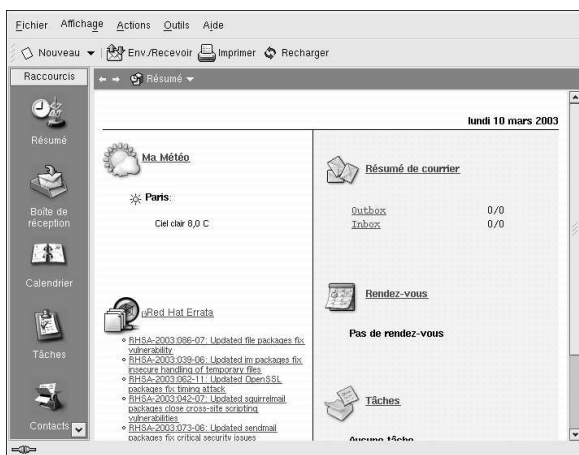 Fichier Affichage Actions Outils Aide
Nouveau Env./Recevoir Imprimer Recharger
Raccourcis
Résumé
Résumé
Boîte de
réception
Calendrier
Tâches
Contacts
lundi 10 mars 2003
Ma Météo
Paris:
Ciel clair 8,0 C
Red Hat Errata
RHSA-2003:086-07: Updated file packages fix
vulnerability
RHSA-2003:039-06: Updated im packages fix
insecure handling of temporary files
RHSA-2003:062-11: Updated OpenSSL
packages fix timing attack
RHSA-2003:042-07: Updated squirrelmail
packages close cross-site scripting
vulnerabilities
RHSA-2003:073-06: Updated sendmail
packages fix critical security issues
Résumé de courrier
Outbox 0/0
Inbox 0/0
Rendez-vous
Pas de rendez-vous
Tâches
Aucune tâche